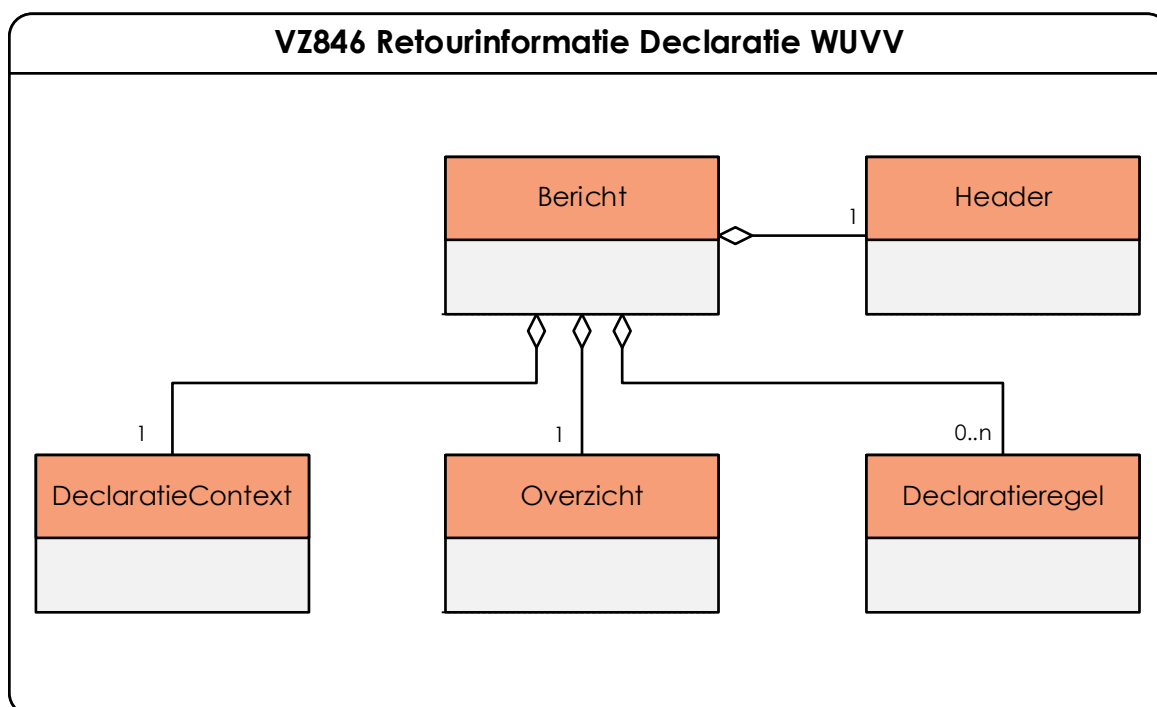 VZ846 Retourinformatie Declaratie WUVV
Bericht
Header
1
1
1
0..n
DeclaratieContext
Overzicht
Declaratieregel